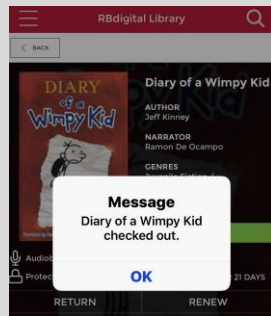 RBdigital Library
< BACK
DIARY
of a
Wimpy Kid
Diary of a Wimpy Kid
AUTHOR
Jeff Kinney
NARRATOR
Ramon De Ocampo
GENRES
Message
Diary of a Wimpy Kid
checked out.
OK
21 DAYS
RETURN
RENEW